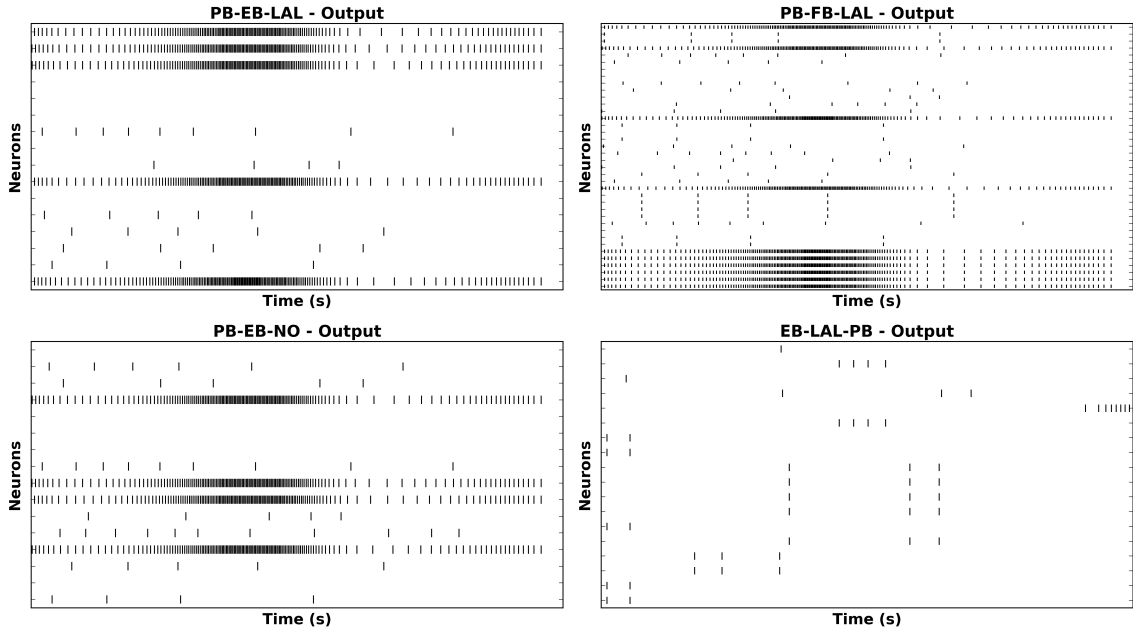 PB-EB-LAL - Output
Neurons
Time (s)
PB-FB-LAL - Output
Neurons
Time (s)
PB-EB-NO - Output
Neurons
Time (s)
EB-LAL-PB - Output
Neurons
Time (s)